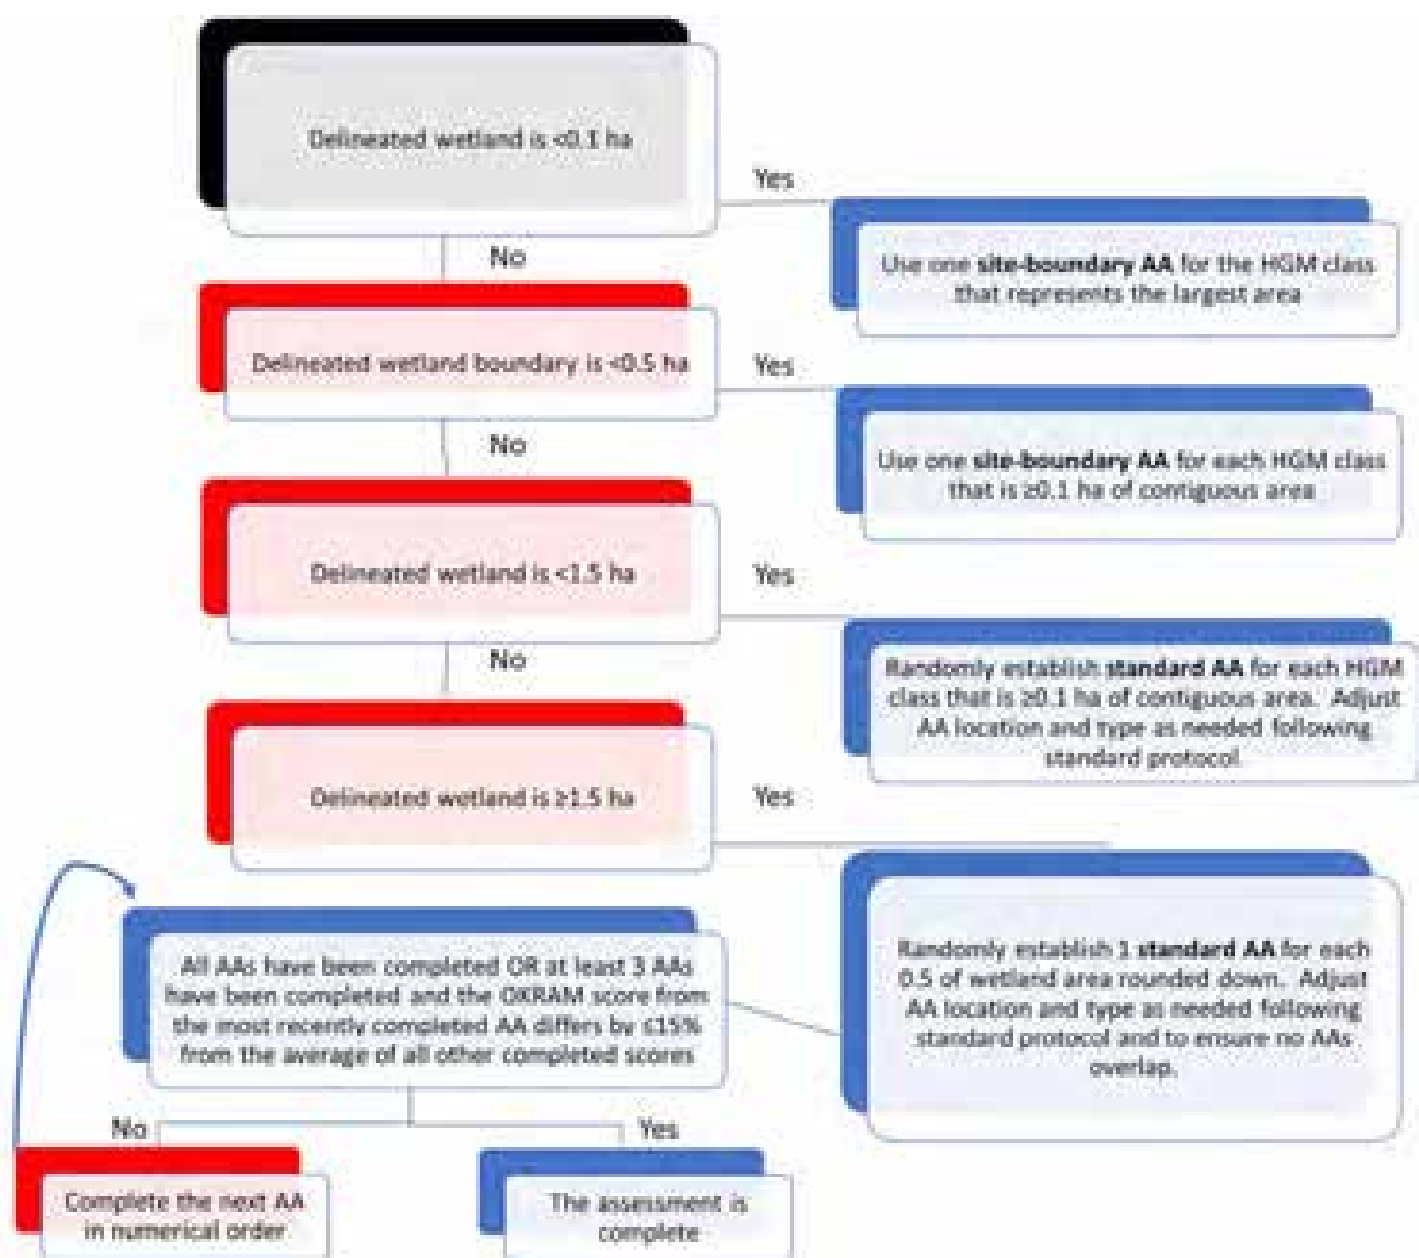 Delineated wetland is <0.1 ha
Yes
No
Use one site-boundary AA for the HGM class
that represents the largest area
Delineated wetland boundary is <0.5 ha
Yes
No
Use one site-boundary AA for each HGM class
that is ≥0.1 ha of contiguous area
Delineated wetland is <1.5 ha
Yes
No
Randomly establish standard AA for each HGM
class that is ≥0.1 ha of contiguous area. Adjust
AA location and type as needed following
standard protocol.
Delineated wetland is ≥1.5 ha
Yes
Randomly establish 1 standard AA for each
0.5 of wetland area rounded down. Adjust
AA location and type as needed following
standard protocol and to ensure no AAs
overlap.
All AAs have been completed OR at least 3 AAs
have been completed and the OKRAM score from
the most recently completed AA differs by ≤15%
from the average of all other completed scores
No
Yes
Complete the next AA
in numerical order
The assessment is
complete